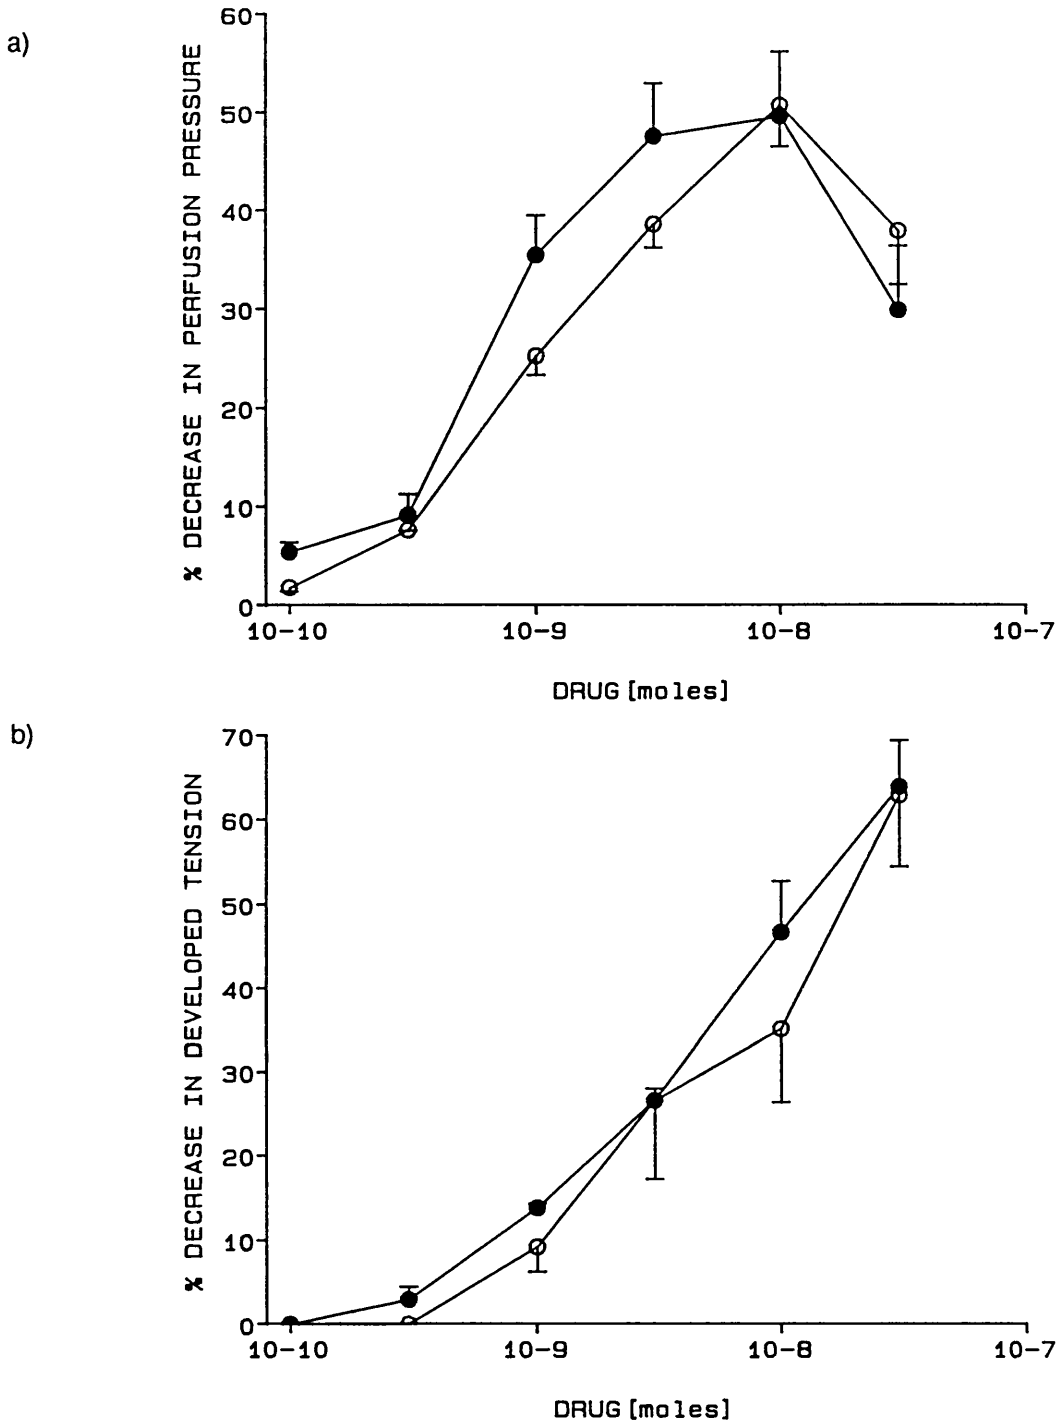 a)
% DECREASE IN PERFUSION PRESSURE
60
50
40
30
20
10
0
10-10 10-9 10-8 10-7
DRUG [moles]
b)
% DECREASE IN DEVELOPED TENSION
70
60
50
40
30
20
10
0
10-10 10-9 10-8 10-7
DRUG [moles]